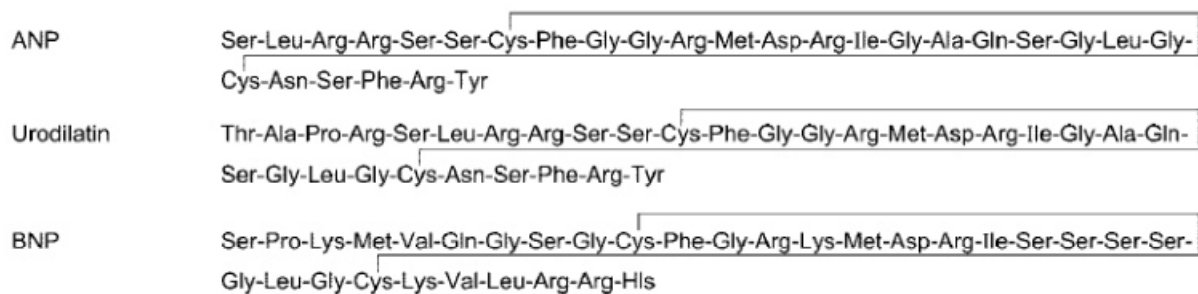 ANP Ser-Leu-Arg-Arg-Ser-Ser-Cys-Phe-Gly-Gly-Arg-Met-Asp-Arg-Ile-Gly-Ala-Gln-Ser-Gly-Leu-Gly-
Cys-Asn-Ser-Phe-Arg-Tyr
Urodilatin Thr-Ala-Pro-Arg-Ser-Leu-Arg-Arg-Ser-Ser-Cys-Phe-Gly-Gly-Arg-Met-Asp-Arg-Ile-Gly-Ala-Gln-
Ser-Gly-Leu-Gly-Cys-Asn-Ser-Phe-Arg-Tyr
BNP Ser-Pro-Lys-Met-Val-Gln-Gly-Ser-Gly-Cys-Phe-Gly-Arg-Lys-Met-Asp-Arg-Ile-Ser-Ser-Ser-Ser-
Gly-Leu-Gly-Cys-Lys-Val-Leu-Arg-Arg-HIs